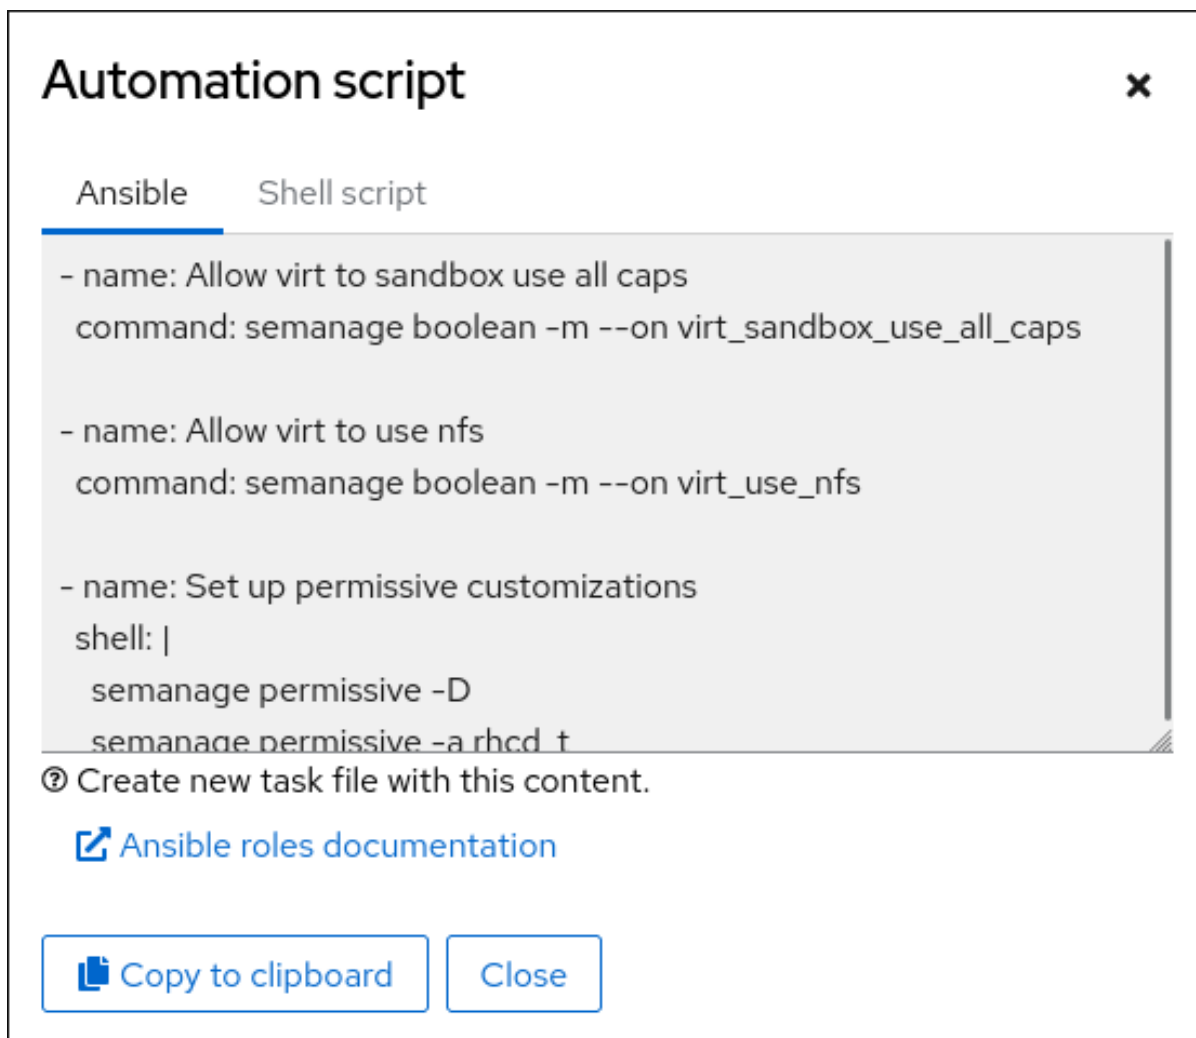 Automation script
Ansible
Shell script
- name: Allow virt to sandbox use all caps
  command: semanage boolean -m --on virt_sandbox_use_all_caps

- name: Allow virt to use nfs
  command: semanage boolean -m --on virt_use_nfs

- name: Set up permissive customizations
  shell: |
    semanage permissive -D
    semanage permissive -a rhcd_t
Create new task file with this content.
Ansible roles documentation
Copy to clipboard
Close